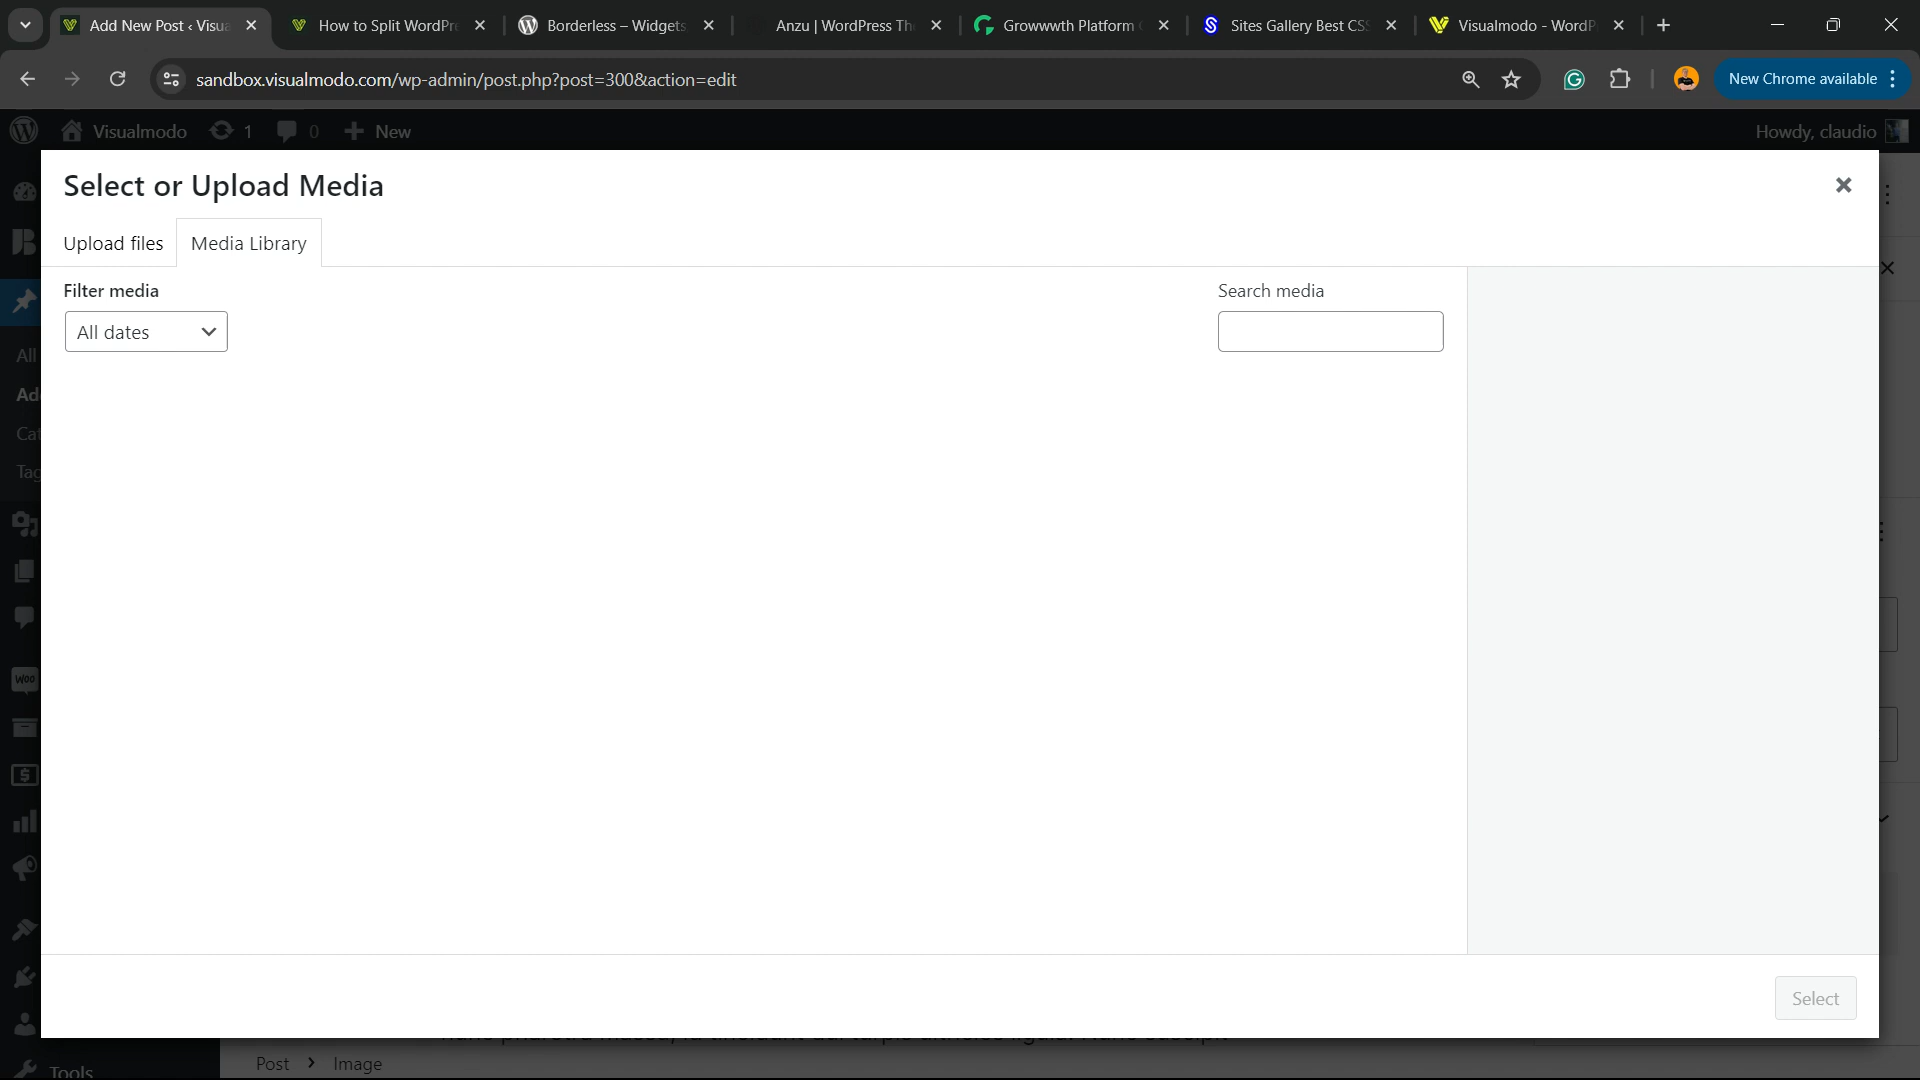 Add New Post ‹ Visua
How to Split WordPr
Borderless – Widgets
Anzu | WordPress Th
Growwwth Platform
Sites Gallery Best CSS
Visualmodo - WordP
sandbox.visualmodo.com/wp-admin/post.php?post=300&action=edit
New Chrome available
Visualmodo
1
0
New
Howdy, claudio
Select or Upload Media
Upload files
Media Library
Filter media
Search media
All dates
All
Ad
Cat
Tag
Woo
Select
Post
Image
Tools